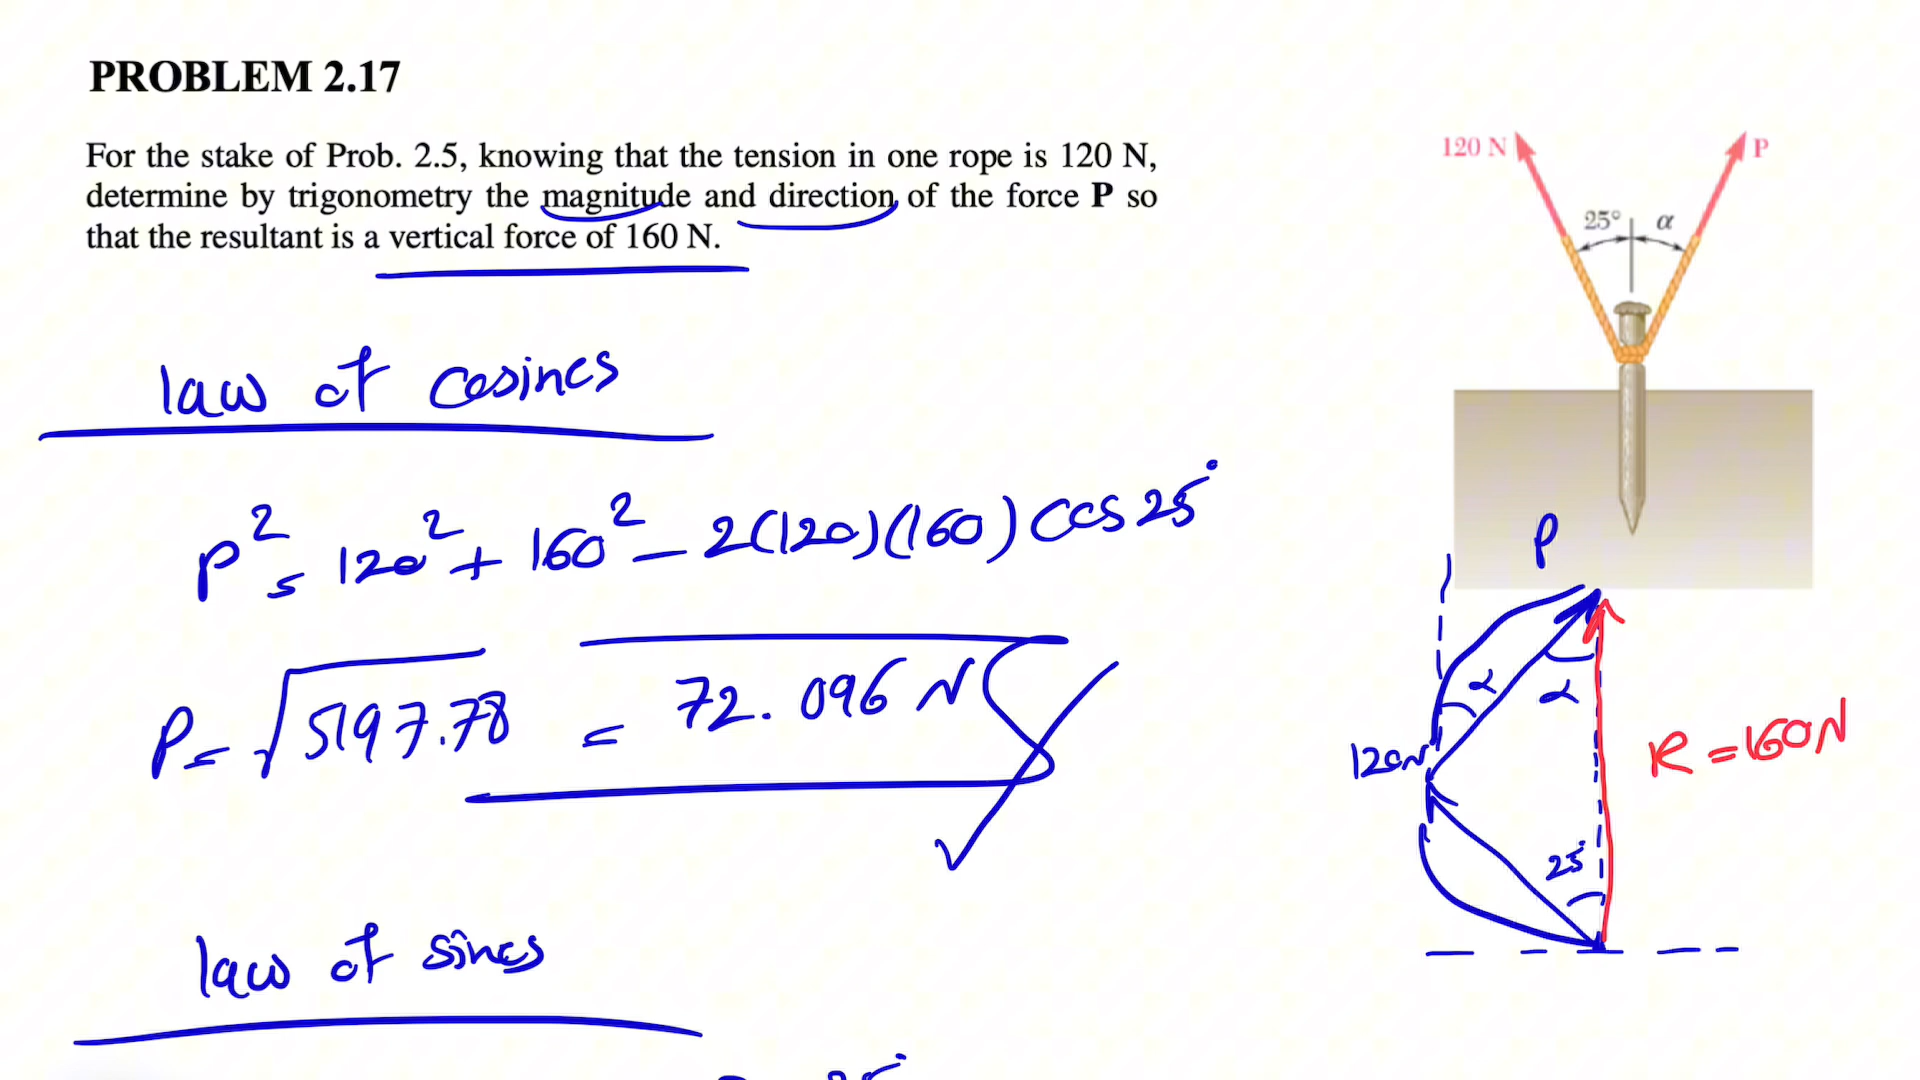 PROBLEM 2.17
For the stake of Prob. 2.5, knowing that the tension in one rope is 120 N,
determine by trigonometry the magnitude and direction of the force P so
that the resultant is a vertical force of 160 N.
120 N
P
25°
α
law of cosines
P² = 120² + 160² - 2(120)(160) cos 25°
P = √5197.78 = 72.096 N
P
α
α
120N
R = 160N
25°
law of sines